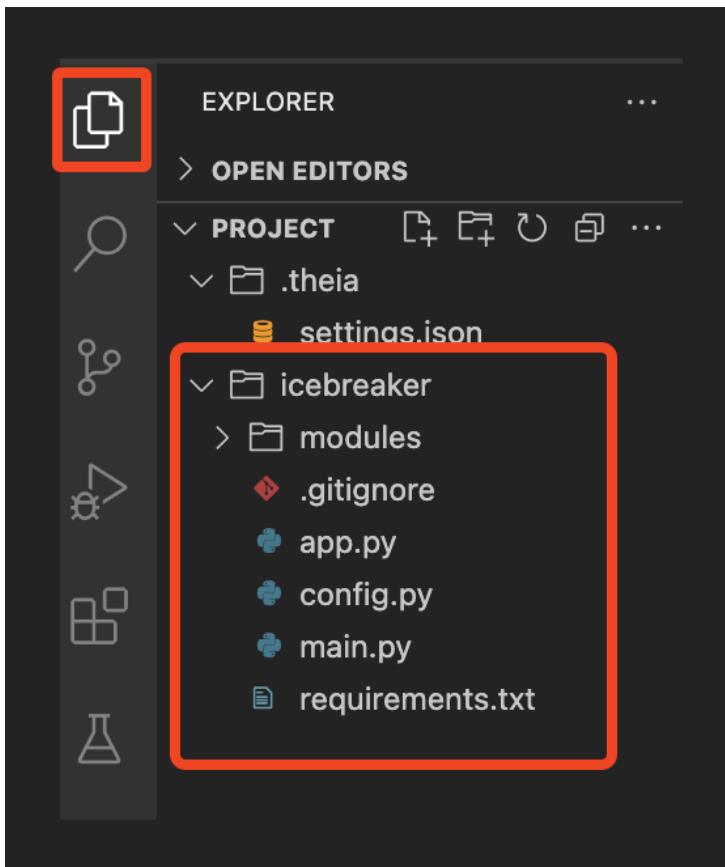 EXPLORER
OPEN EDITORS
PROJECT
.theia
settings.json
icebreaker
modules
.gitignore
app.py
config.py
main.py
requirements.txt